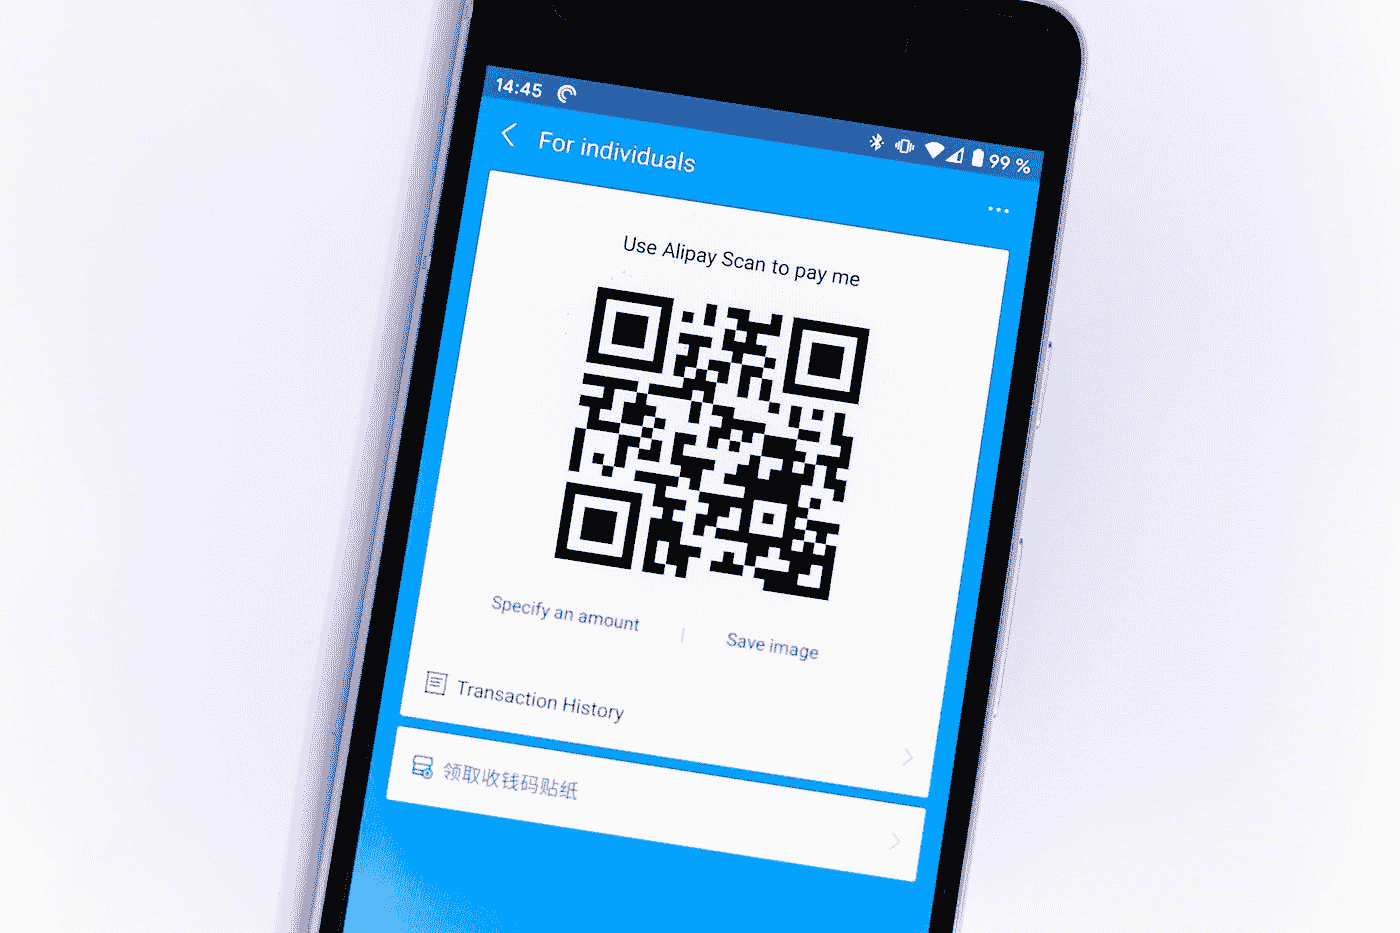 14:45
99 %
For individuals
Use Alipay Scan to pay me
Specify an amount
Save image
Transaction History
领取收钱码贴纸